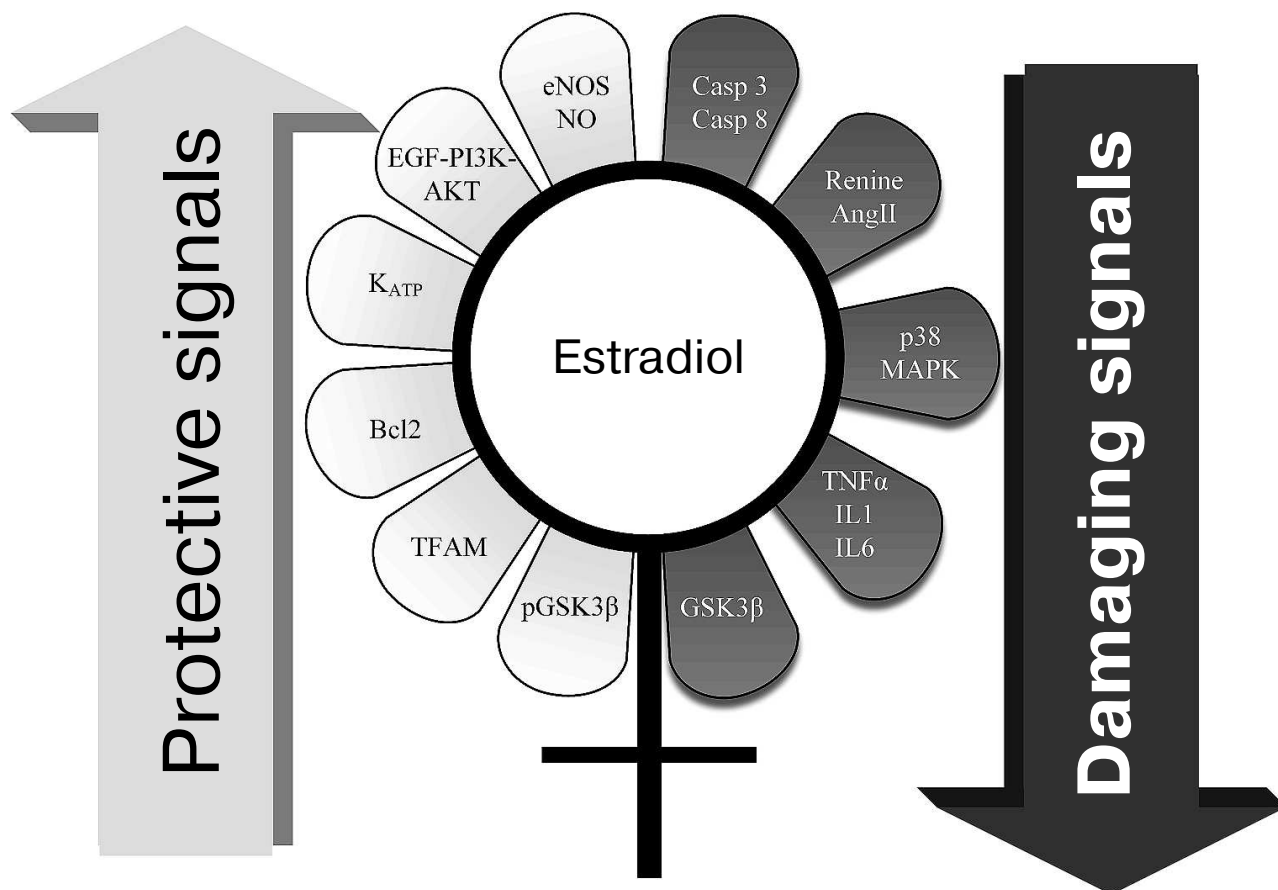 Protective signals
eNOS
NO
EGF-PI3K-
AKT
KATP
Bcl2
TFAM
pGSK3β
Estradiol
Casp 3
Casp 8
Renine
AngII
p38
MAPK
TNFα
IL1
IL6
GSK3β
Damaging signals